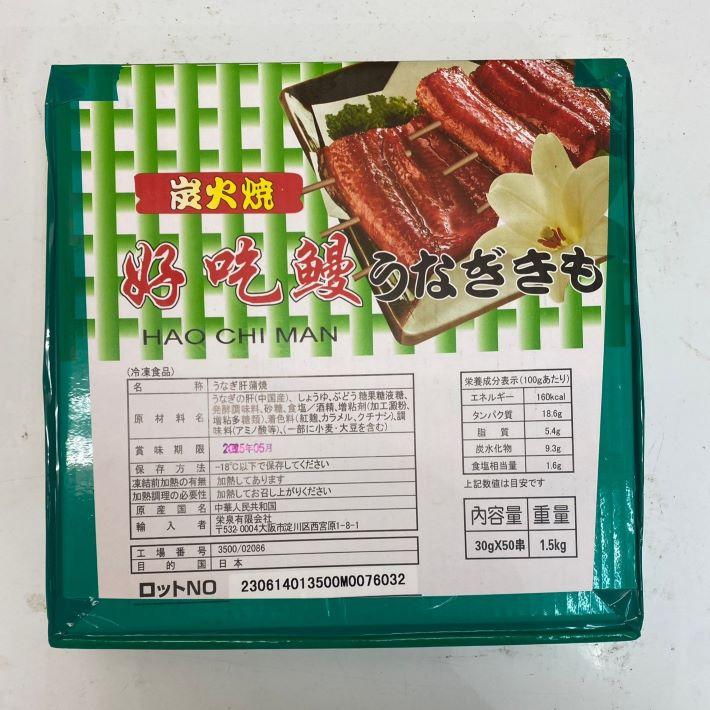 炭火焼
好吃鰻うなぎきも
HAO CHI MAN
(冷凍食品)
名 称 うなぎ肝蒲焼
原材料名 うなぎの肝(中国産)、しょうゆ、ぶどう糖果糖液糖、
発酵調味料、砂糖、食塩/酒精、増粘剤(加工澱粉、
増粘多糖類)、着色料(紅麹、カラメル、クチナシ)、調
味料(アミノ酸等)、(一部に小麦・大豆を含む)
賞味期限 2025年05月
保存方法 -18℃以下で保存してください
凍結前加熱の有無 加熱してあります
加熱調理の必要性 加熱してお召し上がりください
原産国名 中華人民共和国
輸入者 栄泉有限会社
〒532-0004大阪市淀川区西宮原1-8-1
工場番号 3500/02086
目的国 日本
ロットNO 230614013500M0076032
栄養成分表示(100gあたり)
エネルギー 160kcal
タンパク質 18.6g
脂質 5.4g
炭水化物 9.3g
食塩相当量 1.6g
上記数値は目安です
内容量 重量
30gX50串 1.5kg